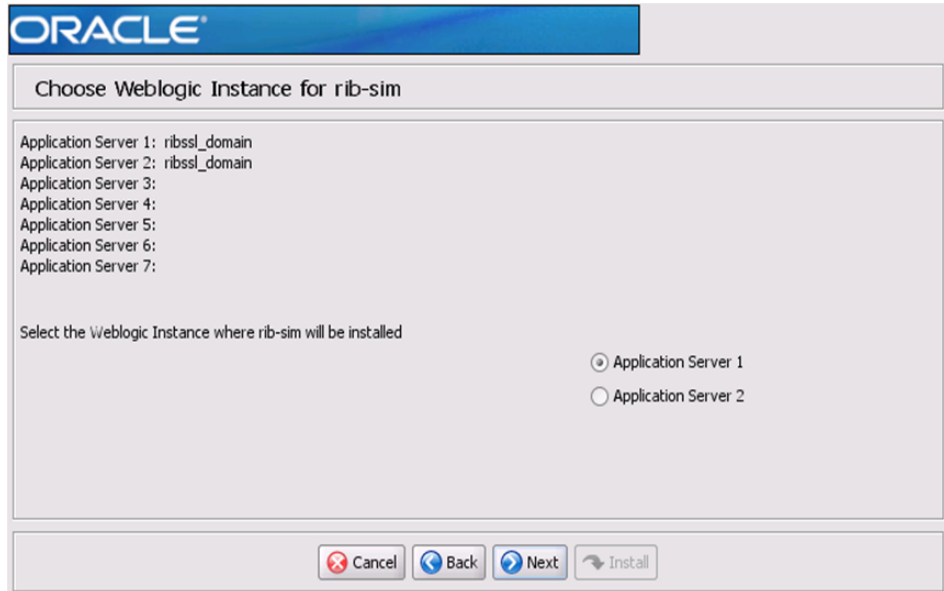 ORACLE
Choose Weblogic Instance for rib-sim
Application Server 1: ribssl_domain
Application Server 2: ribssl_domain
Application Server 3:
Application Server 4:
Application Server 5:
Application Server 6:
Application Server 7:
Select the Weblogic Instance where rib-sim will be installed
Application Server 1
Application Server 2
Cancel Back Next Install